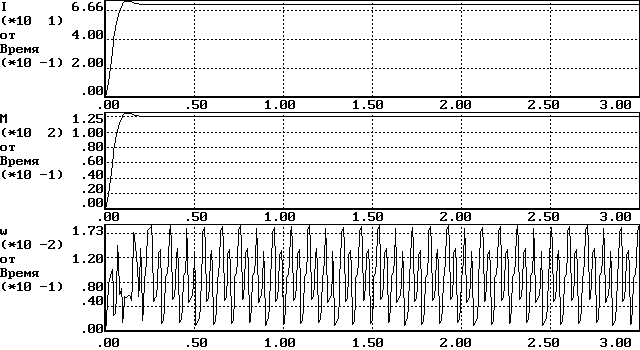 I 6.66
(*10 1)
от 4.00
Время
(*10 -1) 2.00
.00
.00 .50 1.00 1.50 2.00 2.50 3.00
M 1.25
(*10 2) 1.00
от .80
Время .60
(*10 -1) .40
.20
.00
.00 .50 1.00 1.50 2.00 2.50 3.00
w 1.73
(*10 -2)
от 1.20
Время
(*10 -1) .80
.40
.00
.00 .50 1.00 1.50 2.00 2.50 3.00